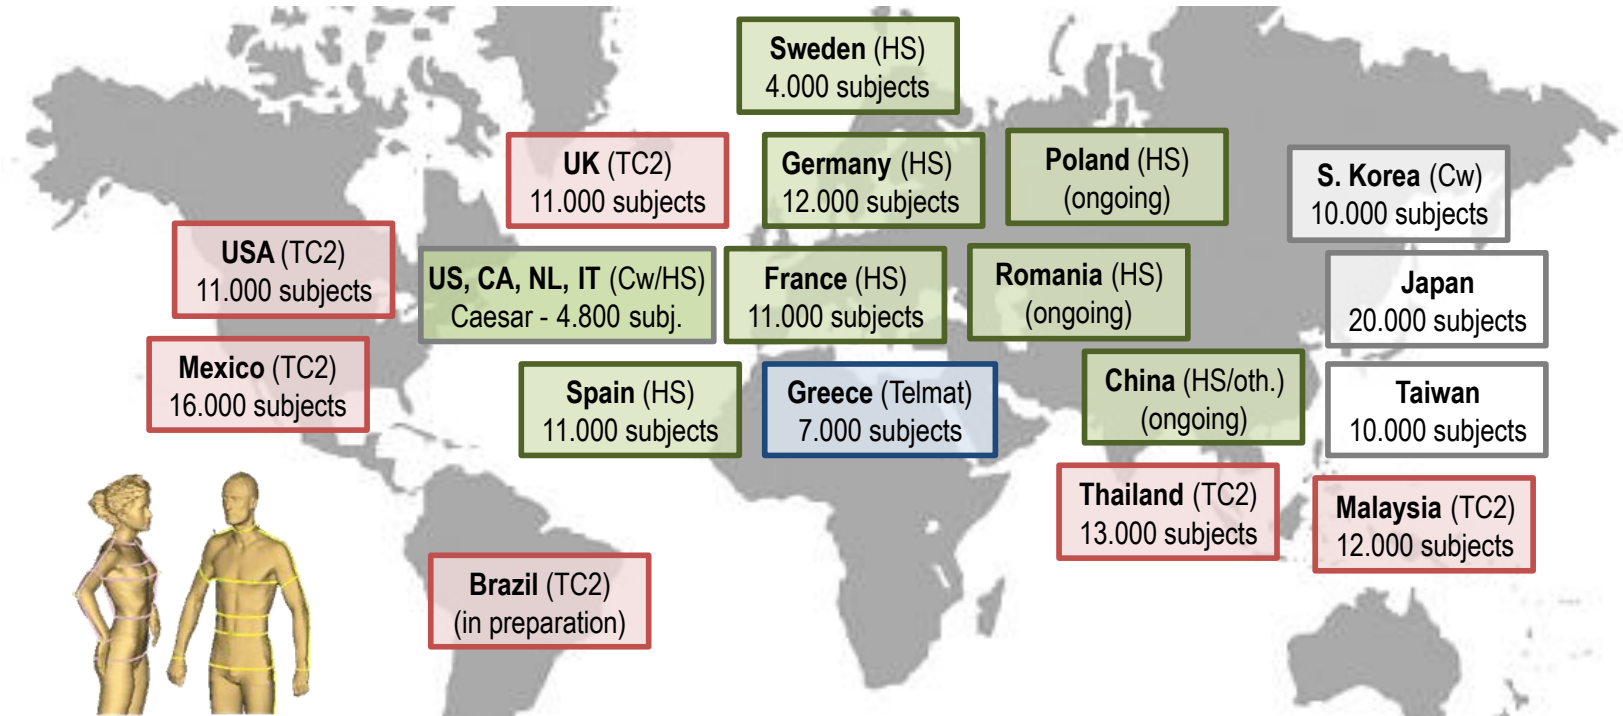 Sweden (HS)
4.000 subjects
UK (TC2)
11.000 subjects
Germany (HS)
12.000 subjects
Poland (HS)
(ongoing)
S. Korea (Cw)
10.000 subjects
USA (TC2)
11.000 subjects
US, CA, NL, IT (Cw/HS)
Caesar - 4.800 subj.
France (HS)
11.000 subjects
Romania (HS)
(ongoing)
Japan
20.000 subjects
Mexico (TC2)
16.000 subjects
Spain (HS)
11.000 subjects
Greece (Telmat)
7.000 subjects
China (HS/oth.)
(ongoing)
Taiwan
10.000 subjects
Thailand (TC2)
13.000 subjects
Malaysia (TC2)
12.000 subjects
Brazil (TC2)
(in preparation)